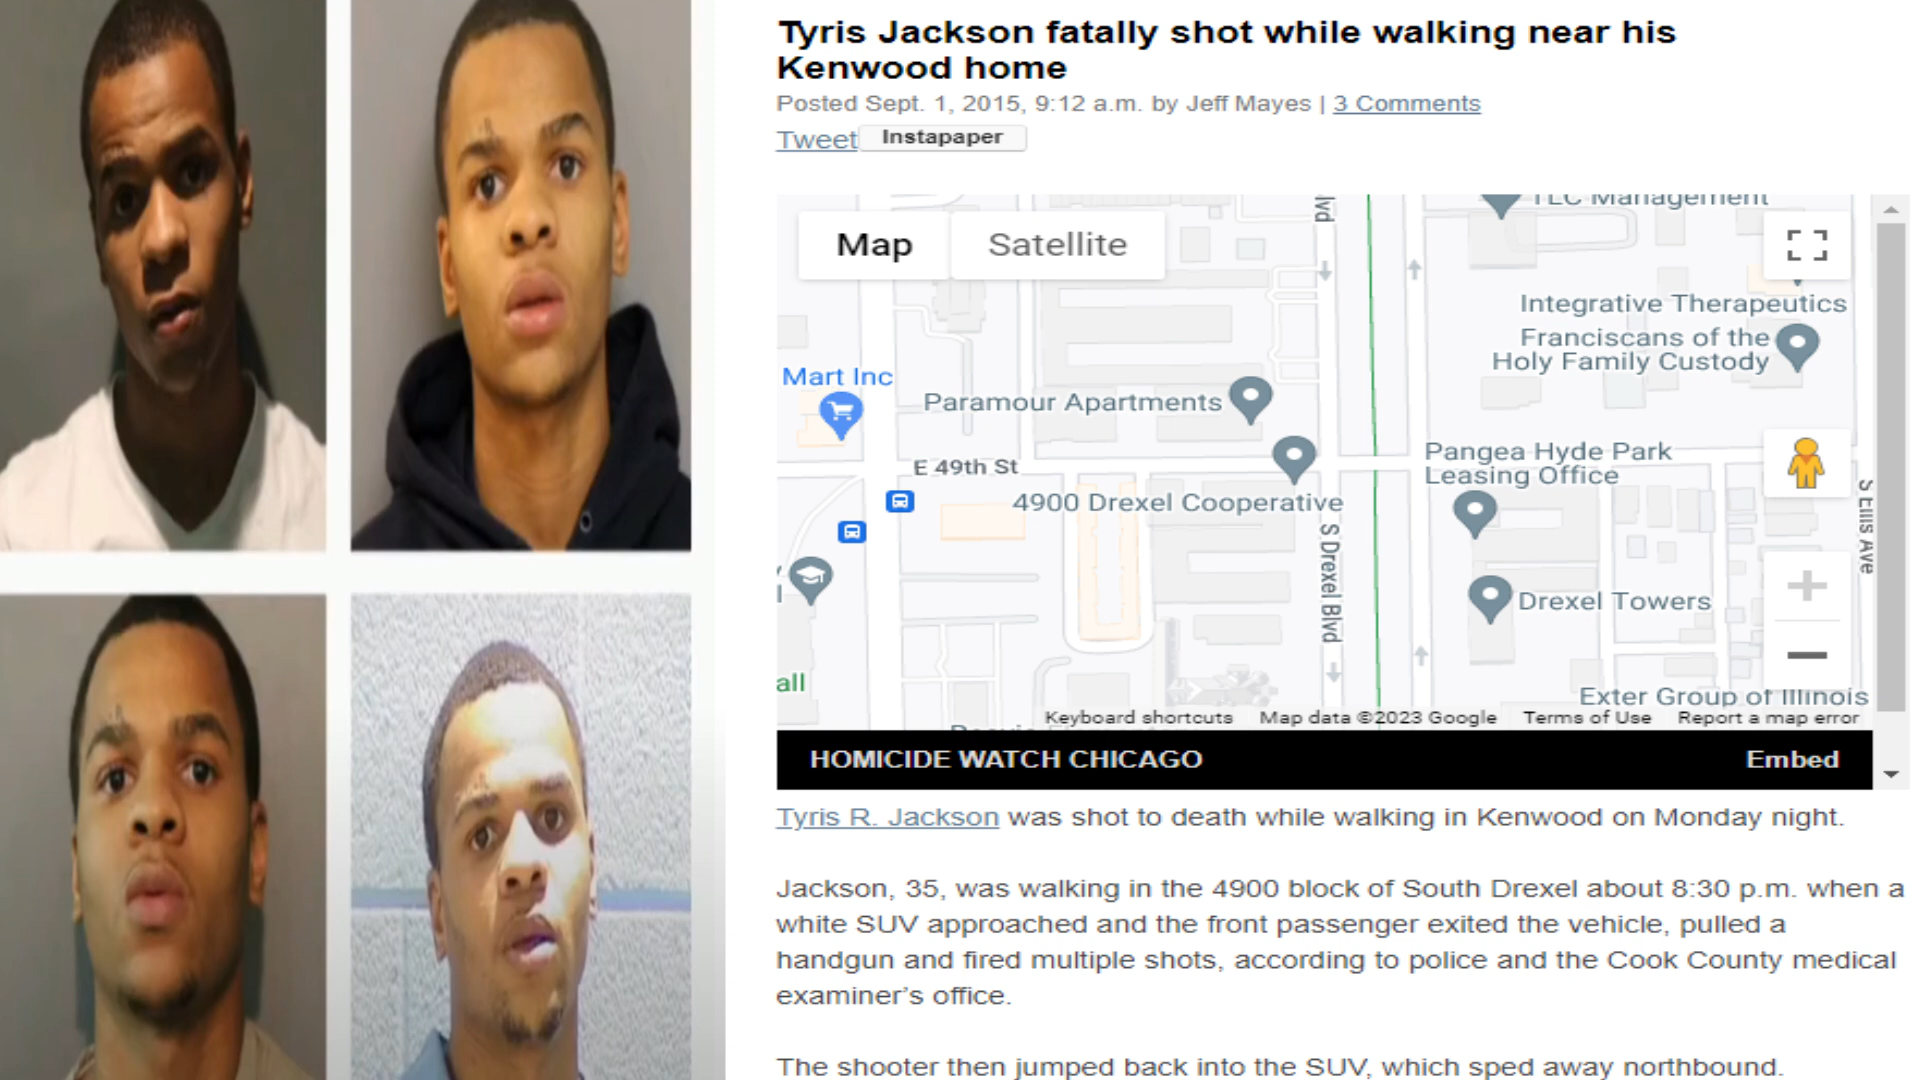 Tyris Jackson fatally shot while walking near his
Kenwood home
Posted Sept. 1, 2015, 9:12 a.m. by Jeff Mayes | 3 Comments
Tweet Instapaper
Map Satellite
lvd
TLC Management
Integrative Therapeutics
Franciscans of the
Holy Family Custody
Mart Inc
Paramour Apartments
E 49th St
Pangea Hyde Park
Leasing Office
4900 Drexel Cooperative
S Ellis Ave
S Drexel Blvd
Drexel Towers
all
Exter Group of Illinois
Keyboard shortcuts Map data ©2023 Google Terms of Use Report a map error
HOMICIDE WATCH CHICAGO Embed
Tyris R. Jackson was shot to death while walking in Kenwood on Monday night.
Jackson, 35, was walking in the 4900 block of South Drexel about 8:30 p.m. when a
white SUV approached and the front passenger exited the vehicle, pulled a
handgun and fired multiple shots, according to police and the Cook County medical
examiner’s office.
The shooter then jumped back into the SUV, which sped away northbound.